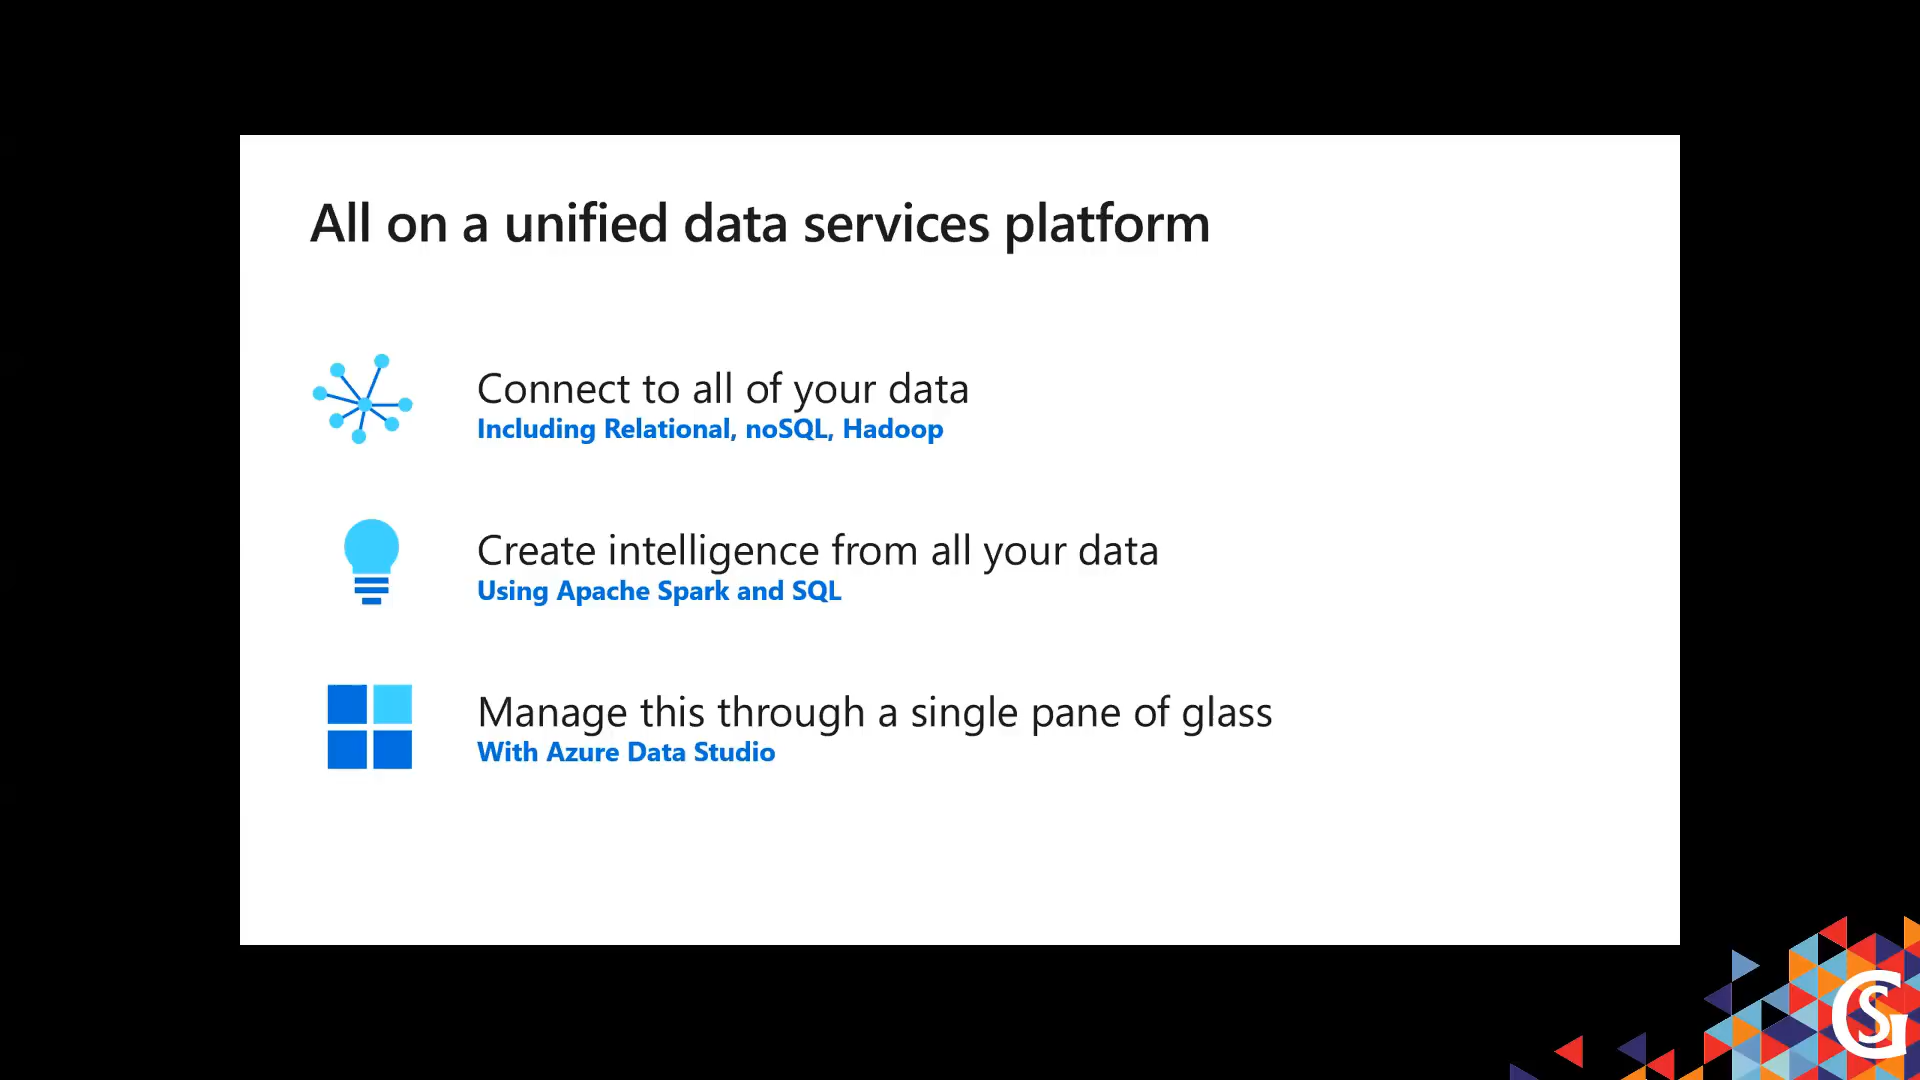 All on a unified data services platform
Connect to all of your data
Including Relational, noSQL, Hadoop
Create intelligence from all your data
Using Apache Spark and SQL
Manage this through a single pane of glass
With Azure Data Studio
GS